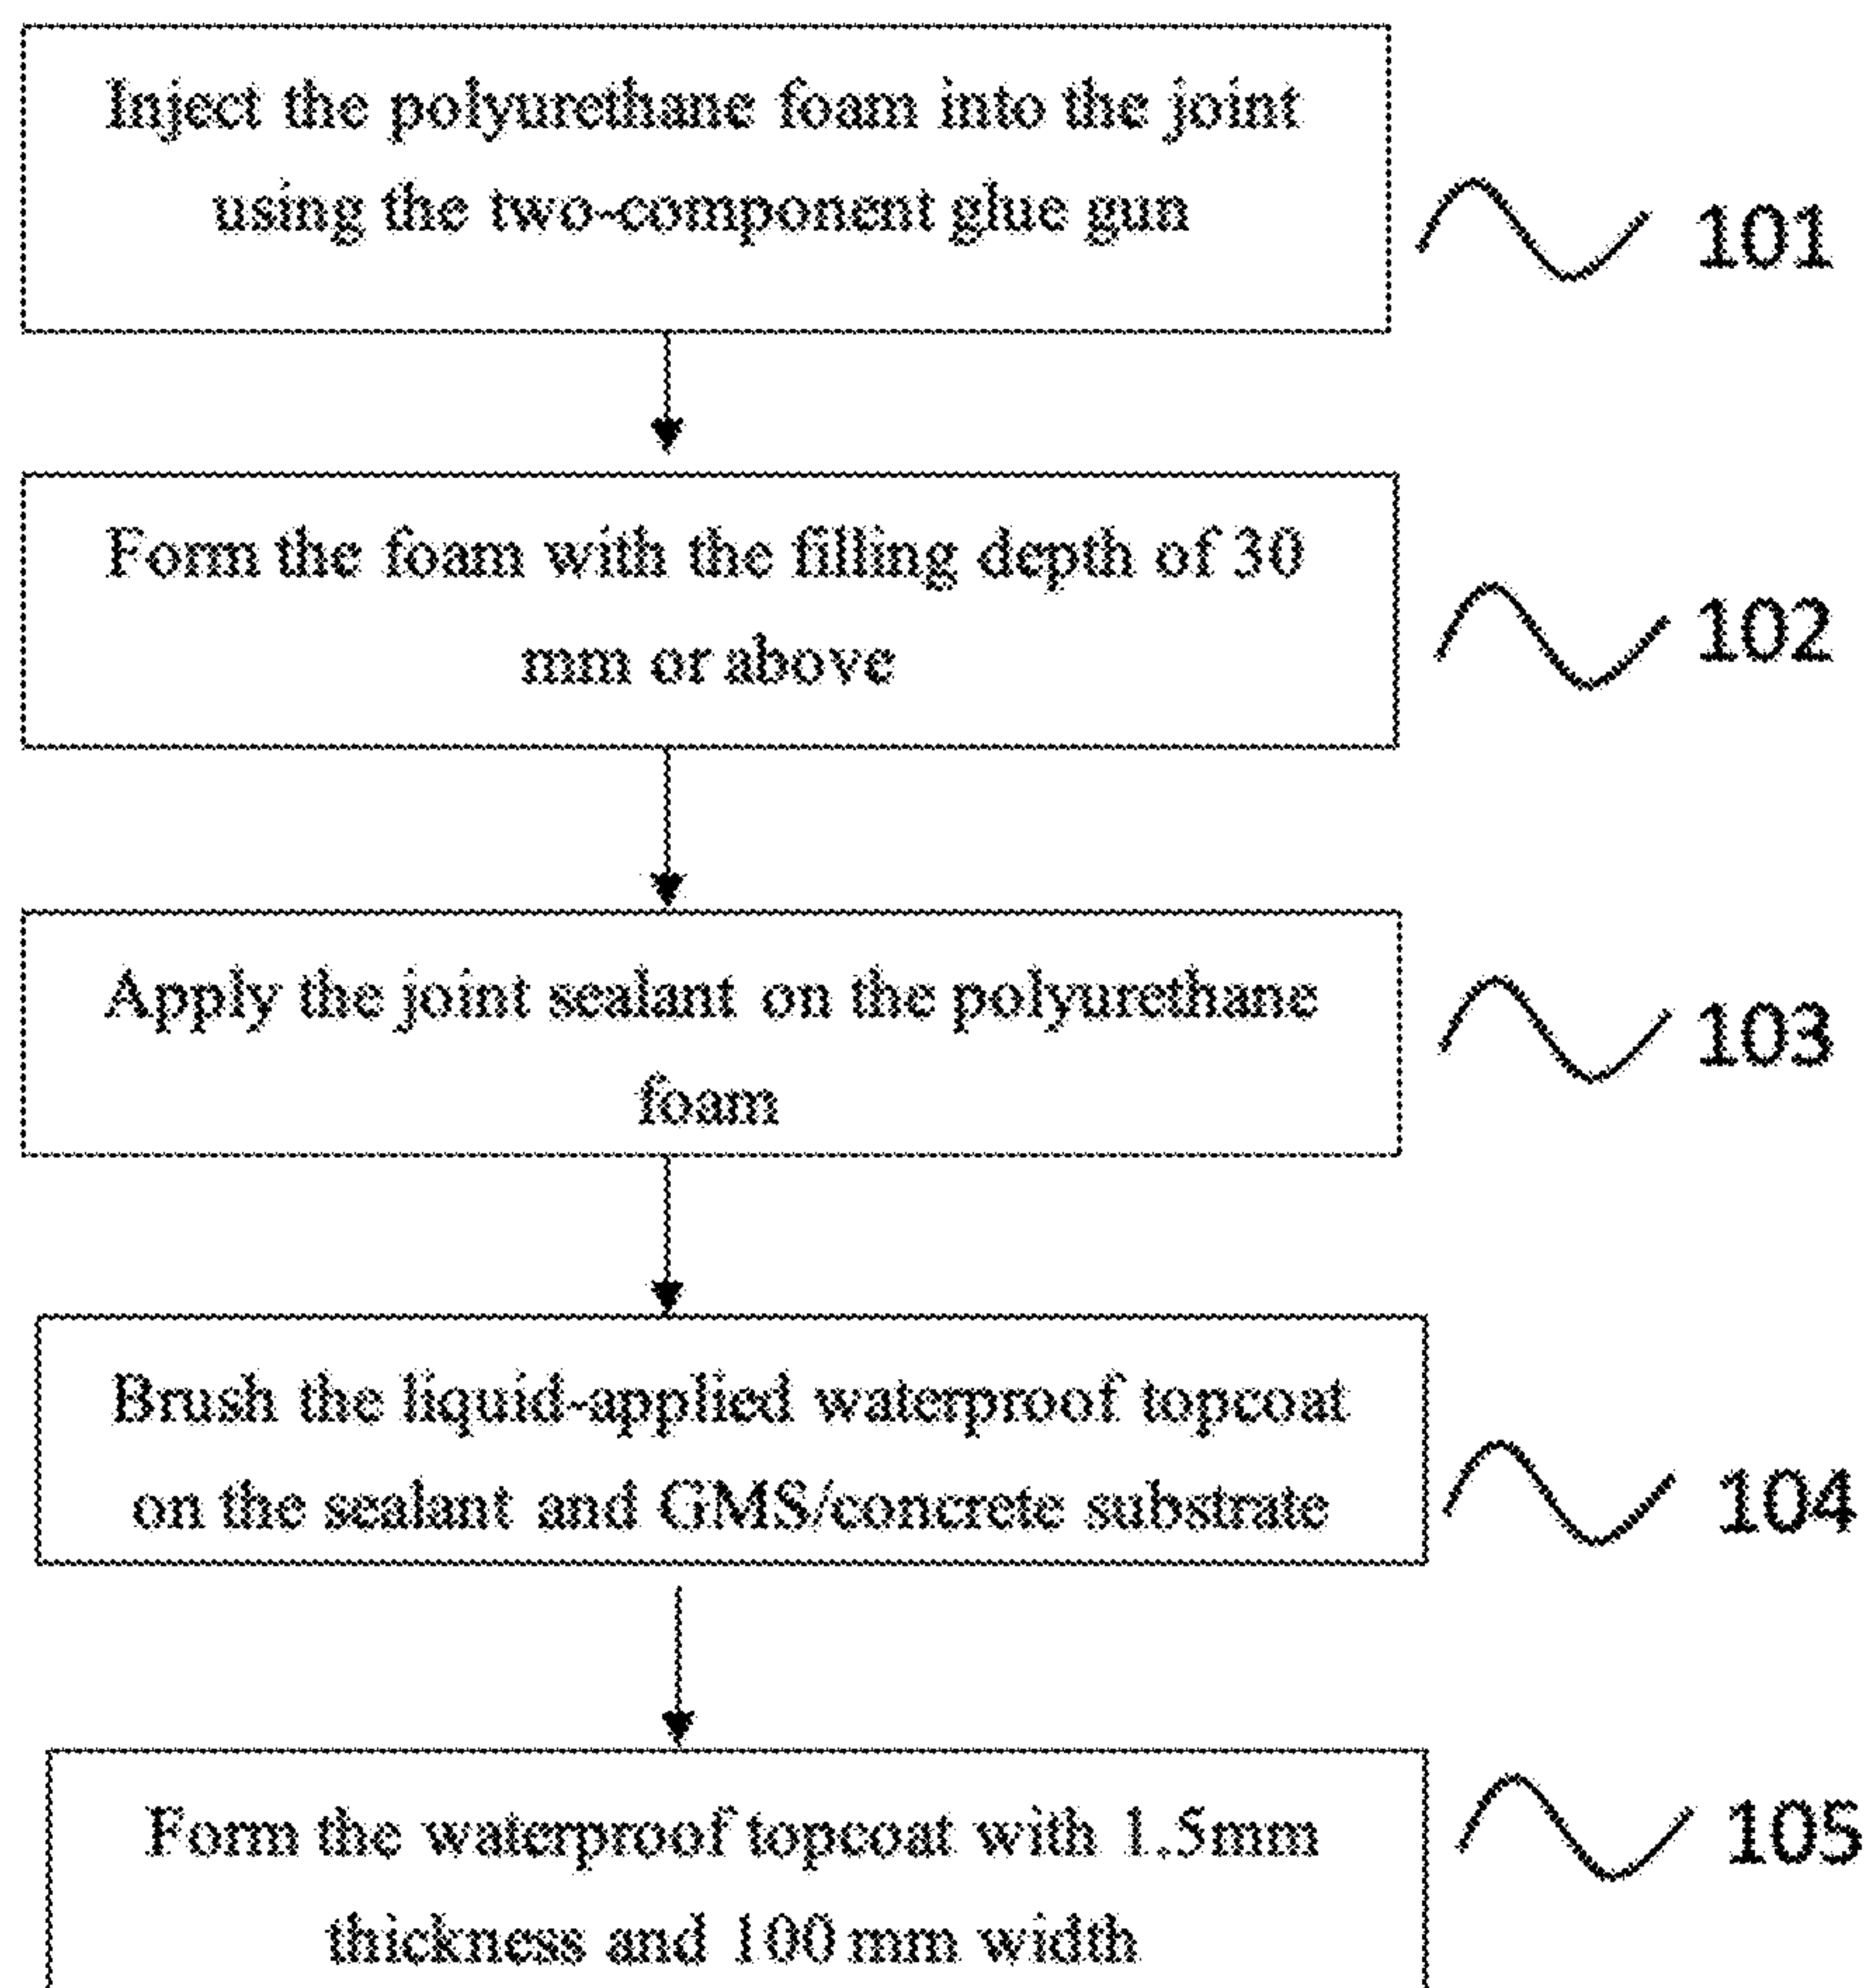 Inject the polyurethane foam into the joint
using the two-component glue gun
101
Form the foam with the filling depth of 30
mm or above
102
Apply the joint sealant on the polyurethane
foam
103
Brush the liquid-applied waterproof topcoat
on the sealant and GMS/concrete substrate
104
Form the waterproof topcoat with 1.5mm
thickness and 100 mm width
105